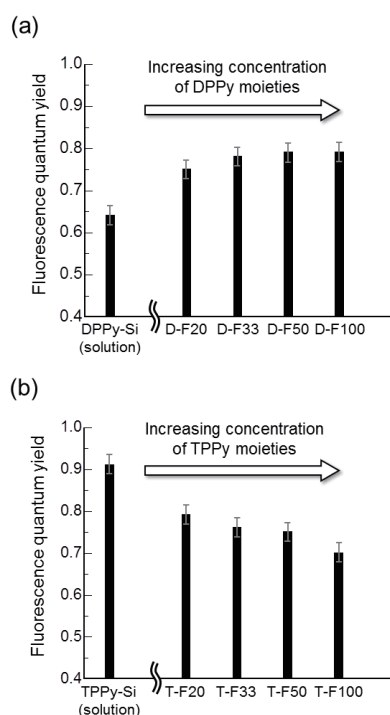 (a)
Increasing concentration
of DPPy moieties
Fluorescence quantum yield
1.0
0.9
0.8
0.7
0.6
0.5
0.4
DPPy-Si D-F20 D-F33 D-F50 D-F100
(solution)
(b)
Increasing concentration
of TPPy moieties
Fluorescence quantum yield
1.0
0.9
0.8
0.7
0.6
0.5
0.4
TPPy-Si T-F20 T-F33 T-F50 T-F100
(solution)